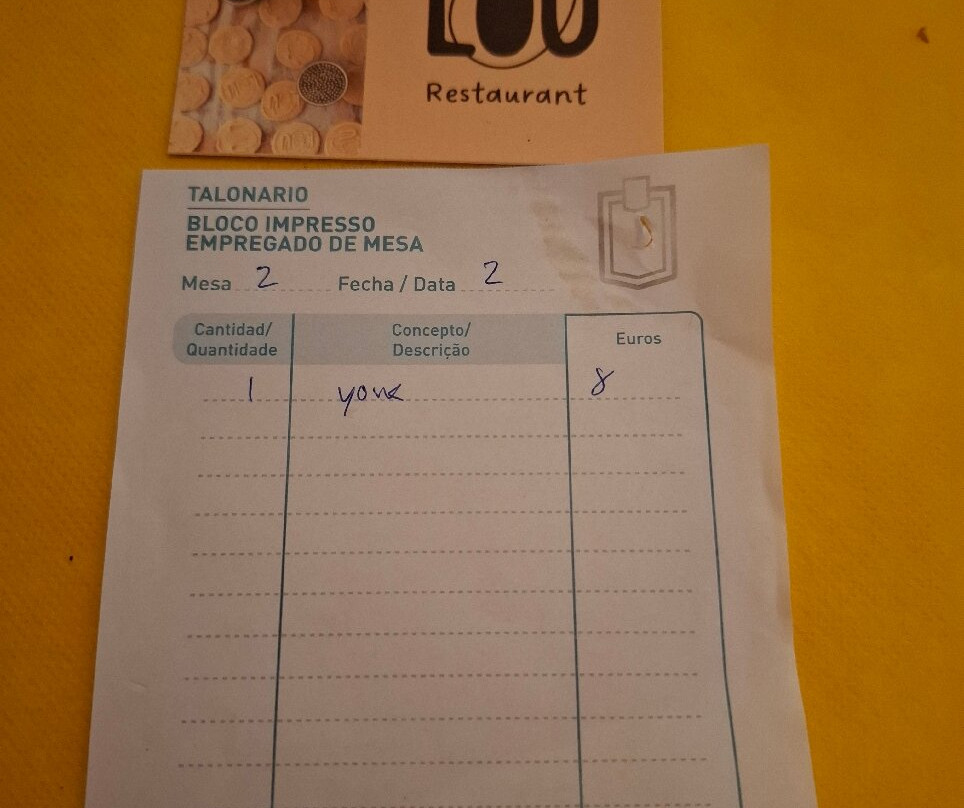 Restaurant
TALONARIO
BLOCO IMPRESSO
EMPREGADO DE MESA
Mesa 2 Fecha / Data 2
Cantidad/
Quantidade
Concepto/
Descrição
Euros
1 8